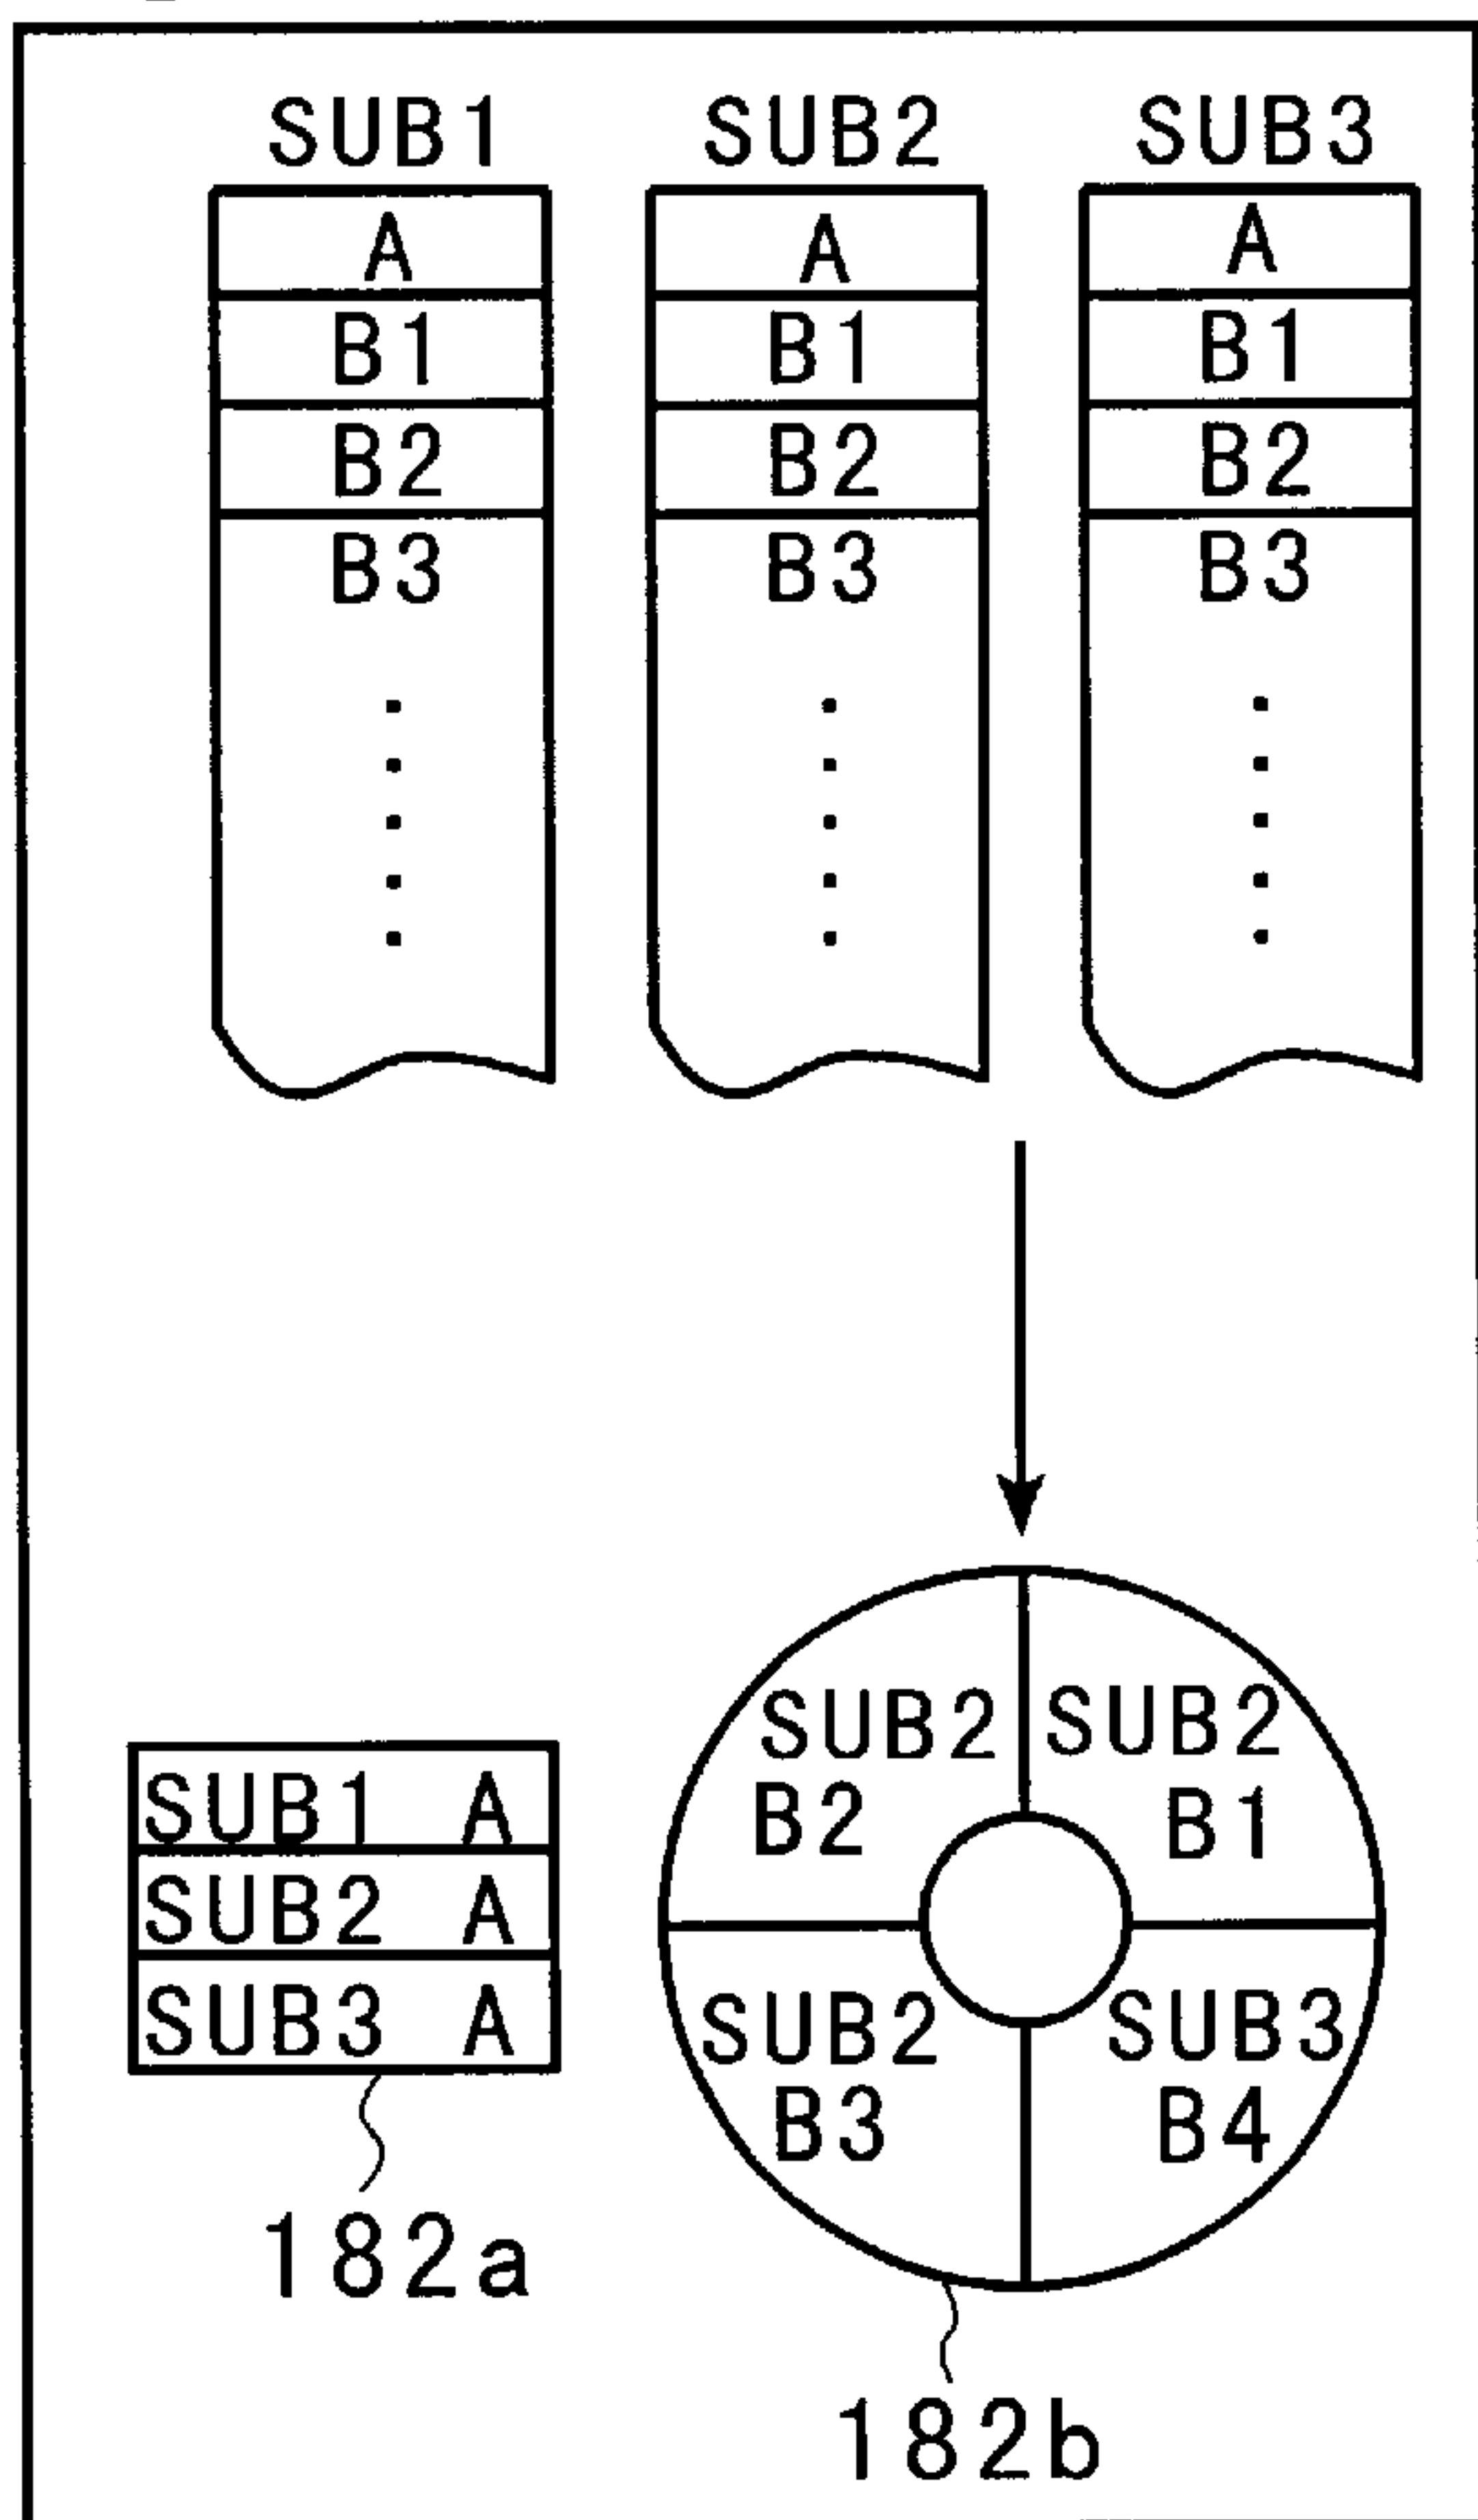 SUB1 SUB2 SUB3
A A A
B1 B1 B1
B2 B2 B2
B3 B3 B3
SUB2 SUB2
B2 B1
SUB1 A
SUB2 A
SUB3 A
SUB2 SUB3
B3 B4
182a
182b